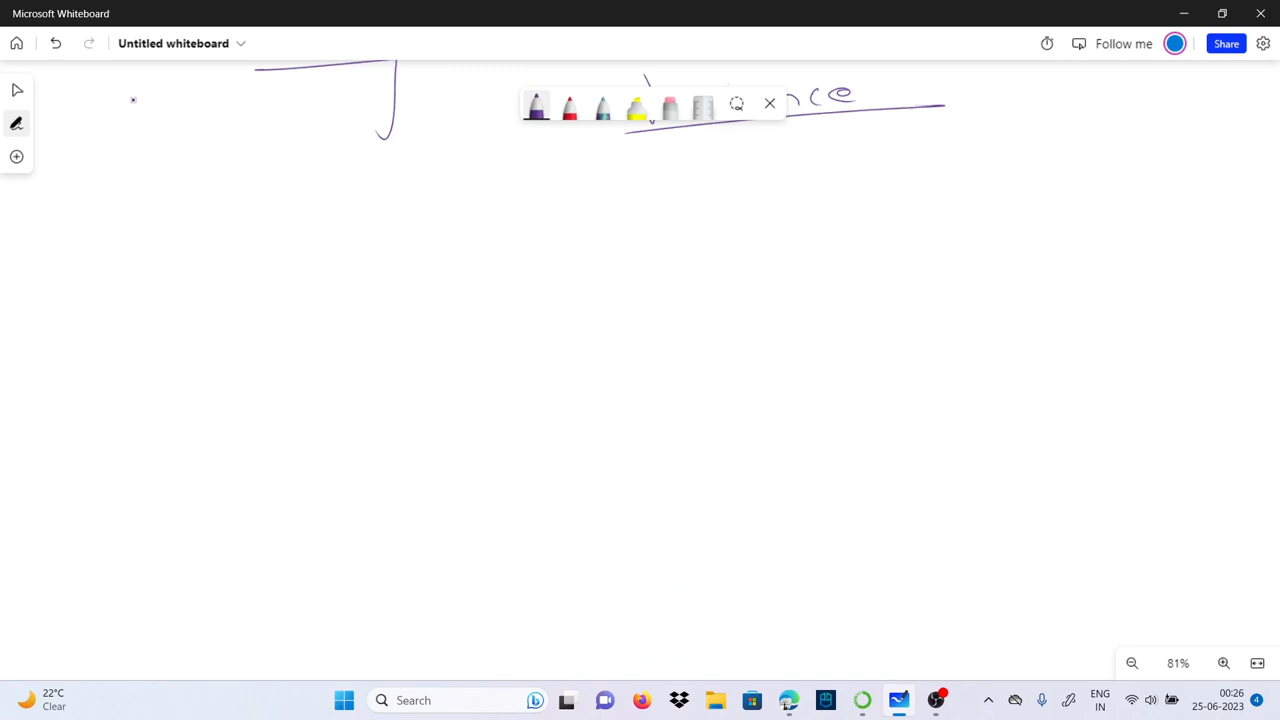 Microsoft Whiteboard
Untitled whiteboard
Follow me
Share
nce
81%
22°C
Clear
Search
ENG
IN
00:26
25-06-2023
4